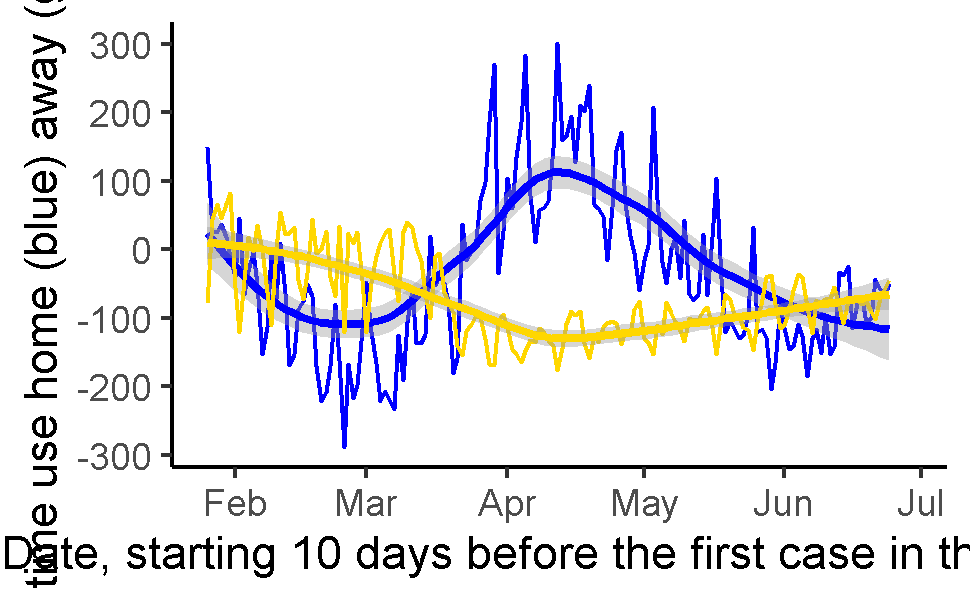 time use home (blue) away (
300
200
100
0
-100
-200
-300
Feb Mar Apr May Jun Jul
Date, starting 10 days before the first case in th